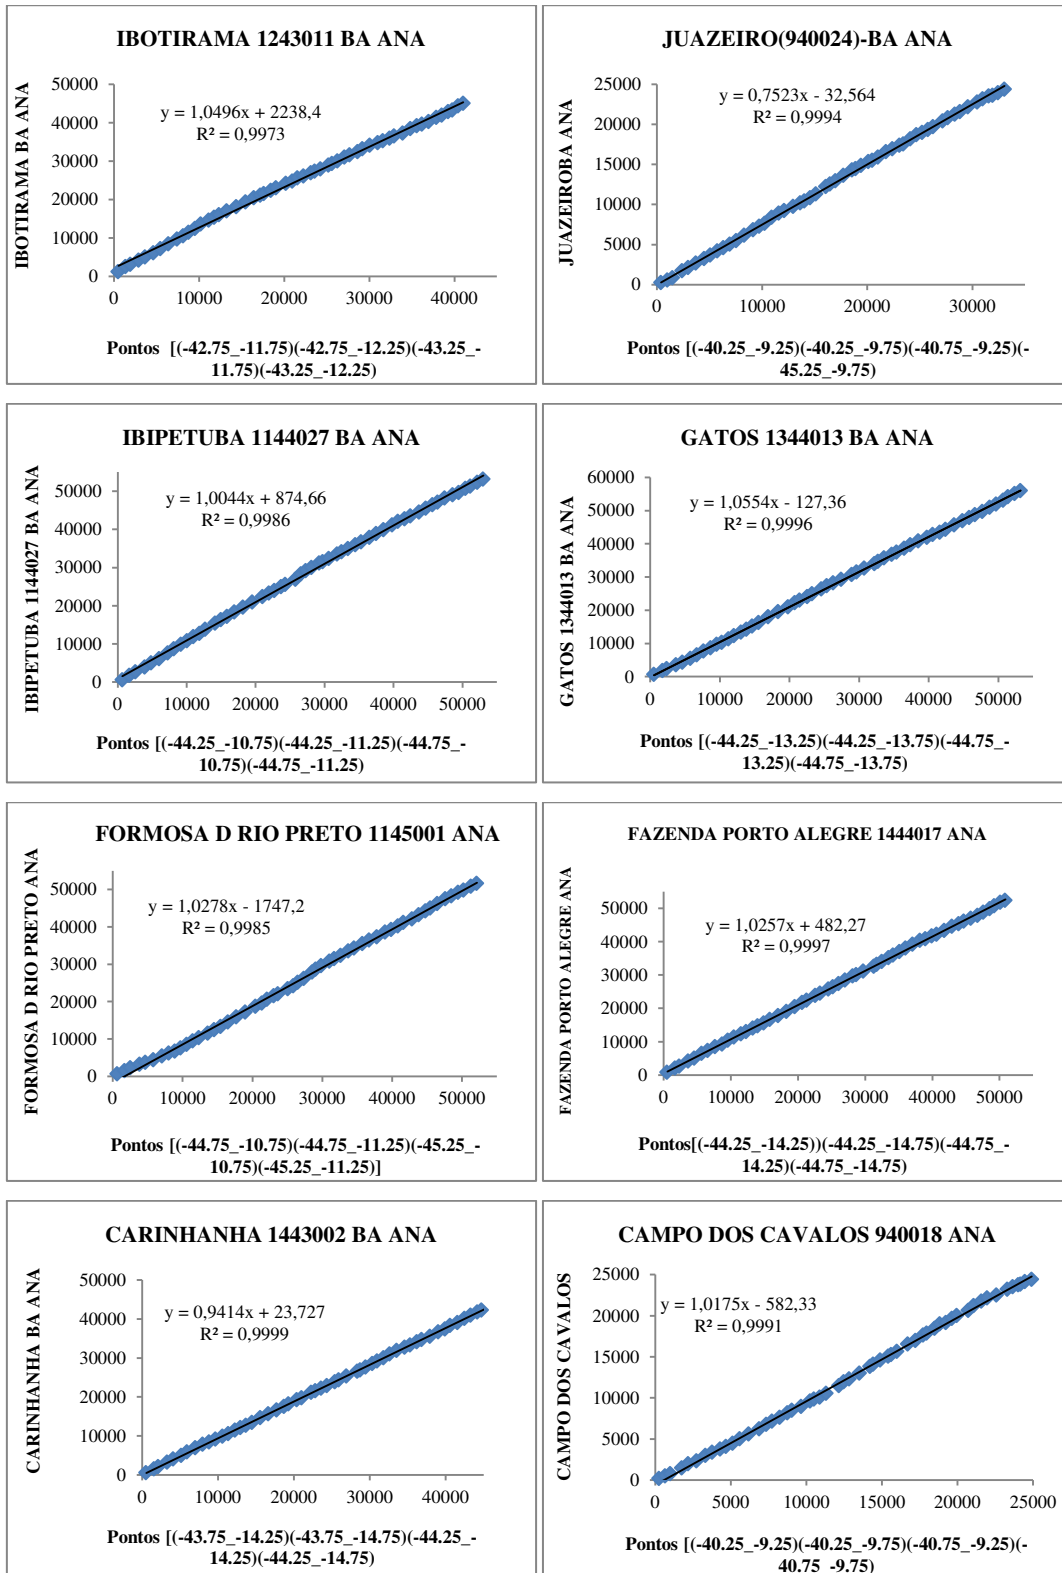 IBOTIRAMA 1243011 BA ANA
IBOTIRAMA BA ANA
50000
40000
30000
20000
10000
0
y = 1,0496x + 2238,4
R² = 0,9973
0 10000 20000 30000 40000
Pontos [(-42.75_-11.75)(-42.75_-12.25)(-43.25_-
11.75)(-43.25_-12.25)
JUAZEIRO(940024)-BA ANA
JUAZEIROBA ANA
25000
20000
15000
10000
5000
0
y = 0,7523x - 32,564
R² = 0,9994
0 10000 20000 30000
Pontos [(-40.25_-9.25)(-40.25_-9.75)(-40.75_-9.25)(-
45.25_-9.75)
IBIPETUBA 1144027 BA ANA
IBIPETUBA 1144027 BA ANA
50000
40000
30000
20000
10000
0
y = 1,0044x + 874,66
R² = 0,9986
0 10000 20000 30000 40000 50000
Pontos [(-44.25_-10.75)(-44.25_-11.25)(-44.75_-
10.75)(-44.75_-11.25)
GATOS 1344013 BA ANA
GATOS 1344013 BA ANA
60000
50000
40000
30000
20000
10000
0
y = 1,0554x - 127,36
R² = 0,9996
0 10000 20000 30000 40000 50000
Pontos [(-44.25_-13.25)(-44.25_-13.75)(-44.75_-
13.25)(-44.75_-13.75)
FORMOSA D RIO PRETO 1145001 ANA
FORMOSA D RIO PRETO ANA
50000
40000
30000
20000
10000
0
y = 1,0278x - 1747,2
R² = 0,9985
0 10000 20000 30000 40000 50000
Pontos [(-44.75_-10.75)(-44.75_-11.25)(-45.25_-
10.75)(-45.25_-11.25)]
FAZENDA PORTO ALEGRE 1444017 ANA
FAZENDA PORTO ALEGRE ANA
50000
40000
30000
20000
10000
0
y = 1,0257x + 482,27
R² = 0,9997
0 10000 20000 30000 40000 50000
Pontos[(-44.25_-14.25))(-44.25_-14.75)(-44.75_-
14.25)(-44.75_-14.75)
CARINHANHA 1443002 BA ANA
CARINHANHA BA ANA
50000
40000
30000
20000
10000
0
y = 0,9414x + 23,727
R² = 0,9999
0 10000 20000 30000 40000
Pontos [(-43.75_-14.25)(-43.75_-14.75)(-44.25_-
14.25)(-44.25_-14.75)
CAMPO DOS CAVALOS 940018 ANA
CAMPO DOS CAVALOS
25000
20000
15000
10000
5000
0
y = 1,0175x - 582,33
R² = 0,9991
0 5000 10000 15000 20000 25000
Pontos [(-40.25_-9.25)(-40.25_-9.75)(-40.75_-9.25)(-
40.75_-9.75)